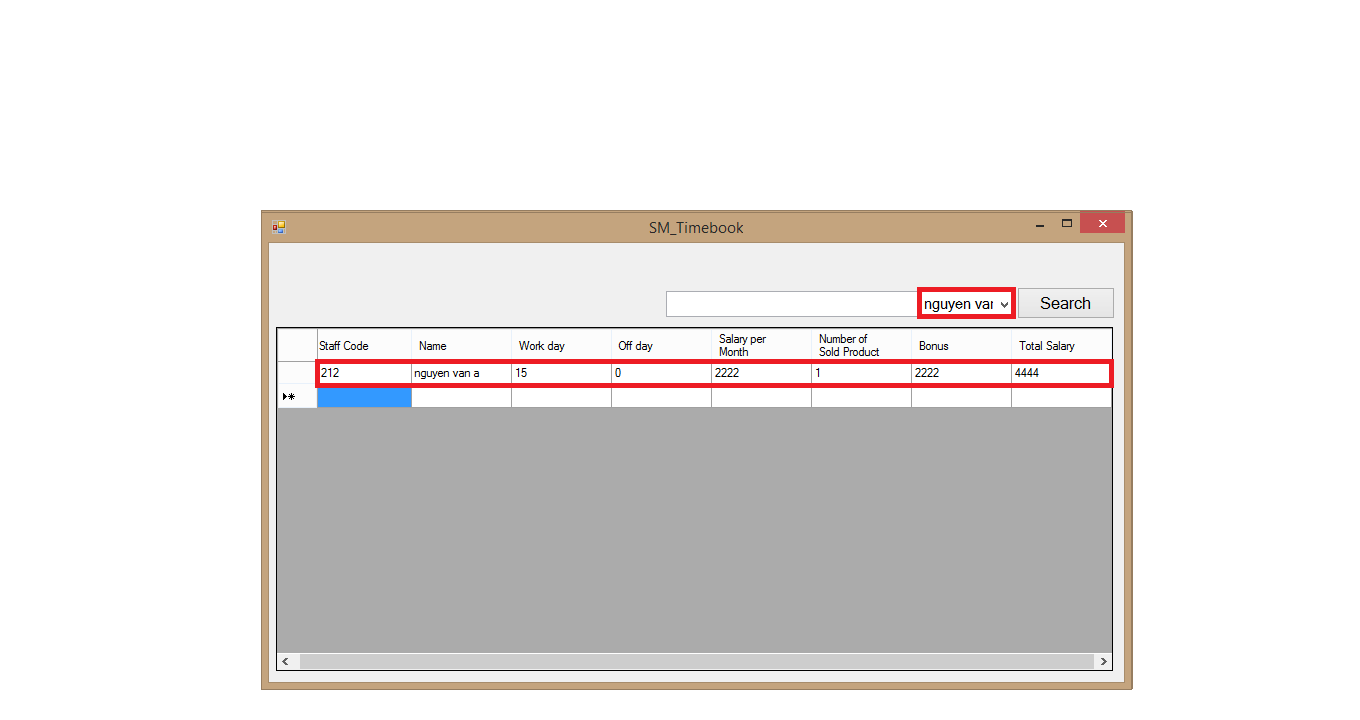 SM_Timebook
nguyen van
Search
Staff Code
Name
Work day
Off day
Salary per
Month
Number of
Sold Product
Bonus
Total Salary
212
nguyen van a
15
0
2222
1
2222
4444